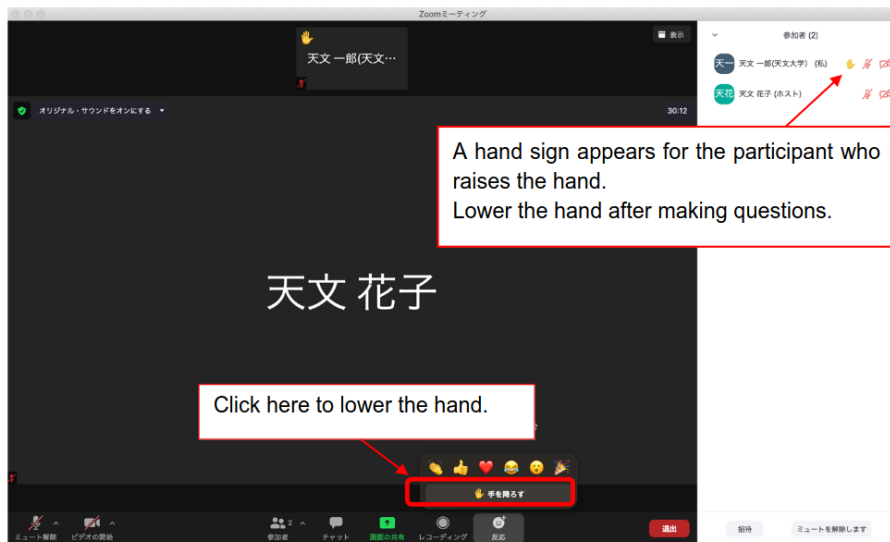 Zoomミーティング
天文 一郎(天文…
表示
参加者 (2)
天一 天文 一郎(天文大学) (私)
天花 天文 花子 (ホスト)
オリジナル・サウンドをオンにする
30:12
A hand sign appears for the participant who
raises the hand.
Lower the hand after making questions.
天文 花子
Click here to lower the hand.
手を降ろす
ミュート解除 ビデオの開始 参加者 2 チャット 画面の共有 レコーディング 反応 退出
招待 ミュートを解除します